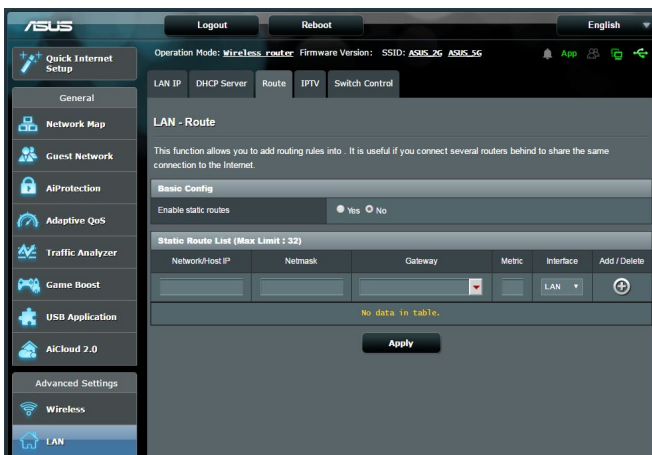 ASUS
Logout
Reboot
English
Quick Internet
Setup
Operation Mode: Wireless router Firmware Version: SSID: ASUS_2G ASUS_5G
App
General
Network Map
Guest Network
AiProtection
Adaptive QoS
Traffic Analyzer
Game Boost
USB Application
AiCloud 2.0
Advanced Settings
Wireless
LAN
LAN IP DHCP Server Route IPTV Switch Control
LAN - Route
This function allows you to add routing rules into . It is useful if you connect several routers behind to share the same
connection to the Internet.
Basic Config
Enable static routes Yes No
Static Route List (Max Limit : 32)
Network/Host IP Netmask Gateway Metric Interface Add / Delete
LAN
No data in table.
Apply